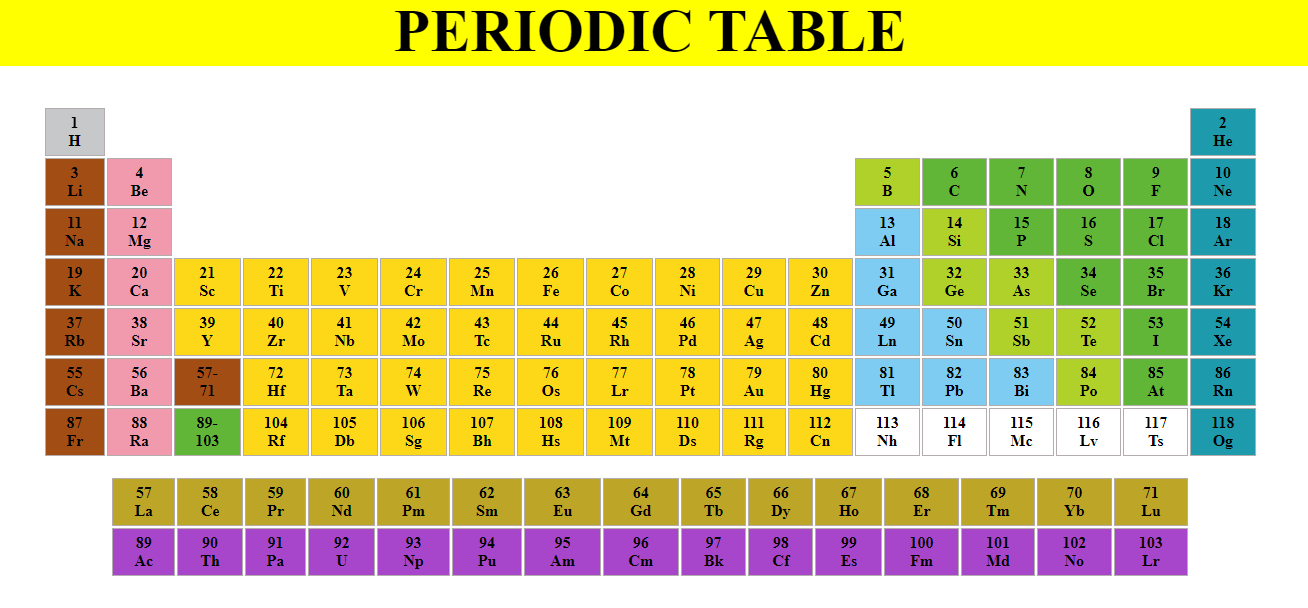 PERIODIC TABLE
1 2
H He
3 4 5 6 7 8 9 10
Li Be B C N O F Ne
11 12 13 14 15 16 17 18
Na Mg Al Si P S Cl Ar
19 20 21 22 23 24 25 26 27 28 29 30 31 32 33 34 35 36
K Ca Sc Ti V Cr Mn Fe Co Ni Cu Zn Ga Ge As Se Br Kr
37 38 39 40 41 42 43 44 45 46 47 48 49 50 51 52 53 54
Rb Sr Y Zr Nb Mo Tc Ru Rh Pd Ag Cd Ln Sn Sb Te I Xe
55 56 57- 72 73 74 75 76 77 78 79 80 81 82 83 84 85 86
Cs Ba 71 Hf Ta W Re Os Lr Pt Au Hg Tl Pb Bi Po At Rn
87 88 89- 104 105 106 107 108 109 110 111 112 113 114 115 116 117 118
Fr Ra 103 Rf Db Sg Bh Hs Mt Ds Rg Cn Nh Fl Mc Lv Ts Og
57 58 59 60 61 62 63 64 65 66 67 68 69 70 71
La Ce Pr Nd Pm Sm Eu Gd Tb Dy Ho Er Tm Yb Lu
89 90 91 92 93 94 95 96 97 98 99 100 101 102 103
Ac Th Pa U Np Pu Am Cm Bk Cf Es Fm Md No Lr